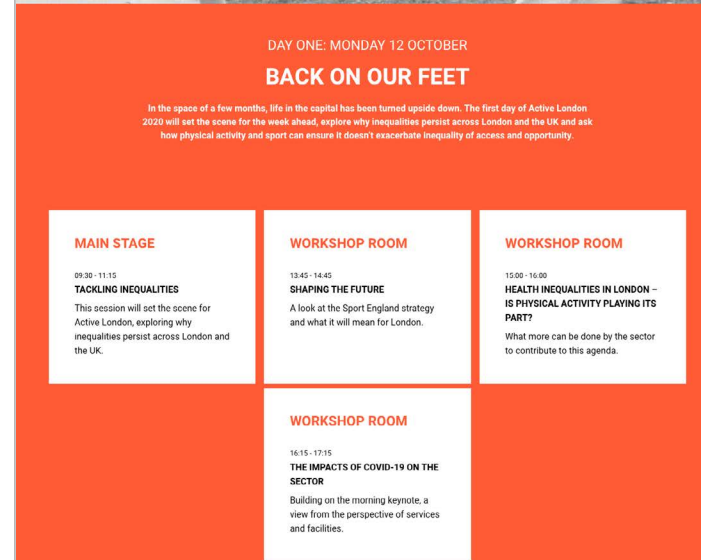 DAY ONE: MONDAY 12 OCTOBER
BACK ON OUR FEET
In the space of a few months, life in the capital has been turned upside down. The first day of Active London
2020 will set the scene for the week ahead, explore why inequalities persist across London and the UK and ask
how physical activity and sport can ensure it doesn't exacerbate inequality of access and opportunity.
MAIN STAGE
09:30 - 11:15
TACKLING INEQUALITIES
This session will set the scene for
Active London, exploring why
inequalities persist across London and
the UK.
WORKSHOP ROOM
13:45 - 14:45
SHAPING THE FUTURE
A look at the Sport England strategy
and what it will mean for London.
WORKSHOP ROOM
15:00 - 16:00
HEALTH INEQUALITIES IN LONDON –
IS PHYSICAL ACTIVITY PLAYING ITS
PART?
What more can be done by the sector
to contribute to this agenda.
WORKSHOP ROOM
16:15 - 17:15
THE IMPACTS OF COVID-19 ON THE
SECTOR
Building on the morning keynote, a
view from the perspective of services
and facilities.